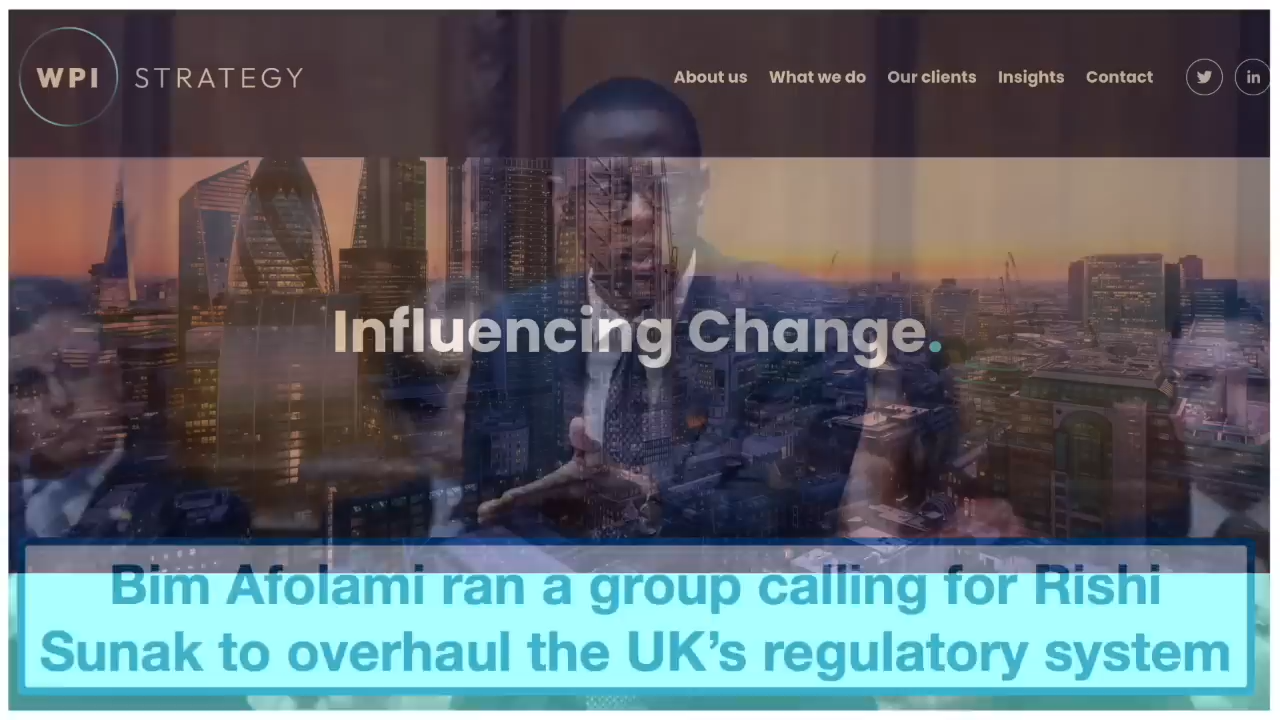 WPI STRATEGY
About us What we do Our clients Insights Contact
in
Influencing Change.
Bim Afolami ran a group calling for Rishi
Sunak to overhaul the UK’s regulatory system